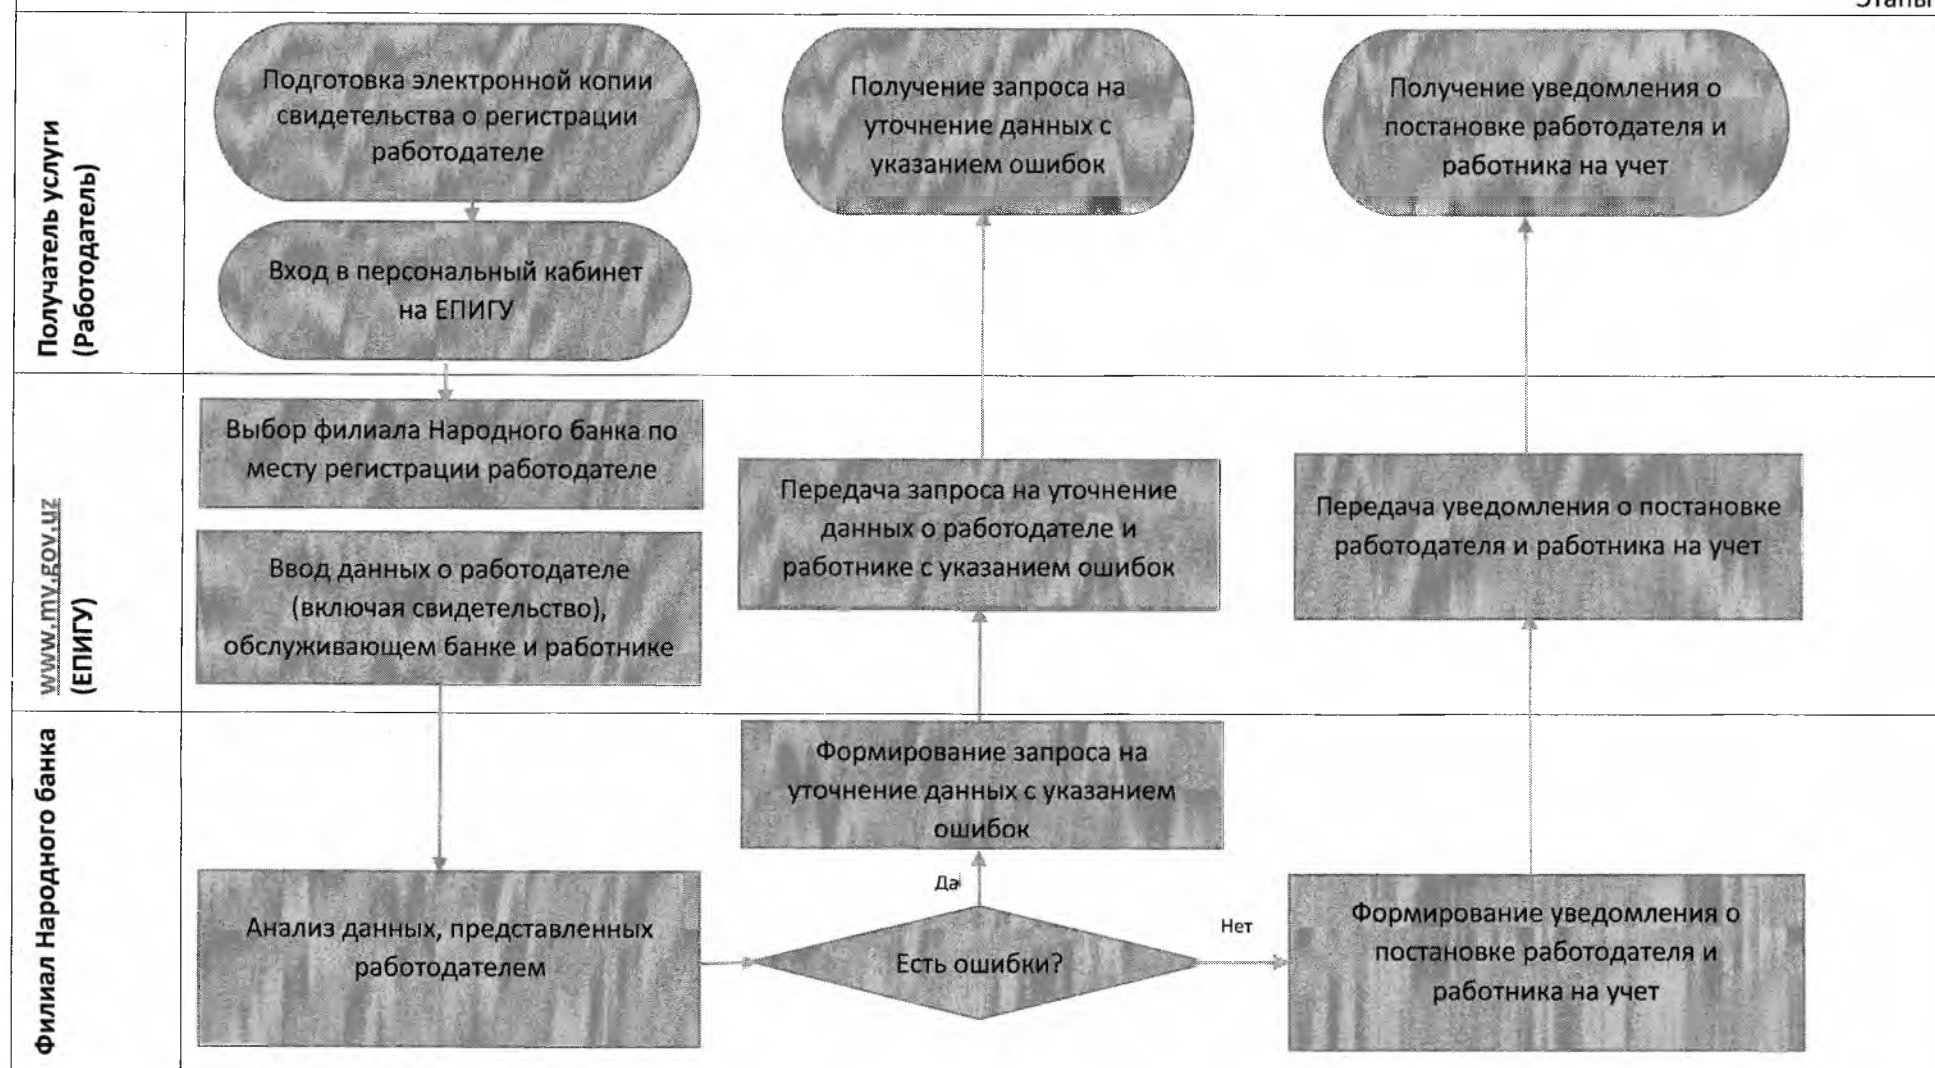 Этапы
Получатель услуги
(Работодатель)
Подготовка электронной копии
свидетельства о регистрации
работодателе
Вход в персональный кабинет
на ЕПИГУ
Получение запроса на
уточнение данных с
указанием ошибок
Получение уведомления о
постановке работодателя и
работника на учет
www.my.gov.uz
(ЕПИГУ)
Выбор филиала Народного банка по
месту регистрации работодателе
Ввод данных о работодателе
(включая свидетельство),
обслуживающем банке и работнике
Передача запроса на уточнение
данных о работодателе и
работнике с указанием ошибок
Передача уведомления о постановке
работодателя и работника на учет
Филиал Народного банка
Анализ данных, представленных
работодателем
Формирование запроса на
уточнение данных с указанием
ошибок
Да
Есть ошибки?
Нет
Формирование уведомления о
постановке работодателя и
работника на учет